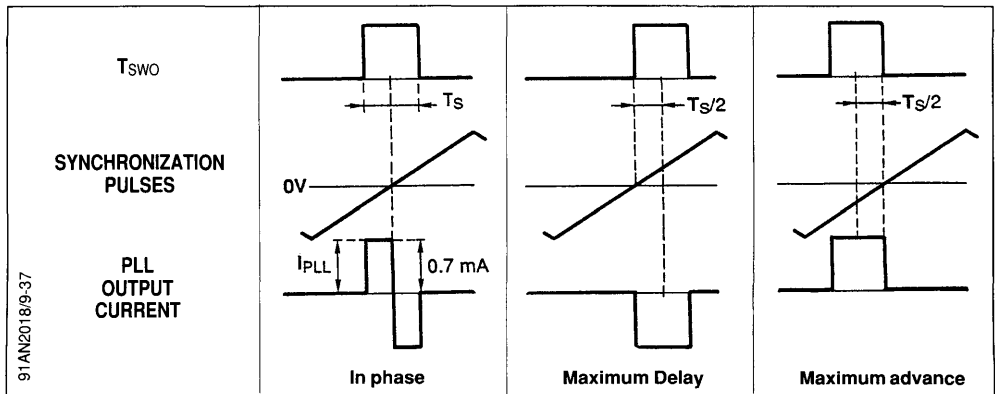 TSWO
TS
TS/2
TS/2
SYNCHRONIZATION
PULSES
0V
PLL
OUTPUT
CURRENT
IPLL
0.7 mA
In phase
Maximum Delay
Maximum advance
91AN2018/9-37